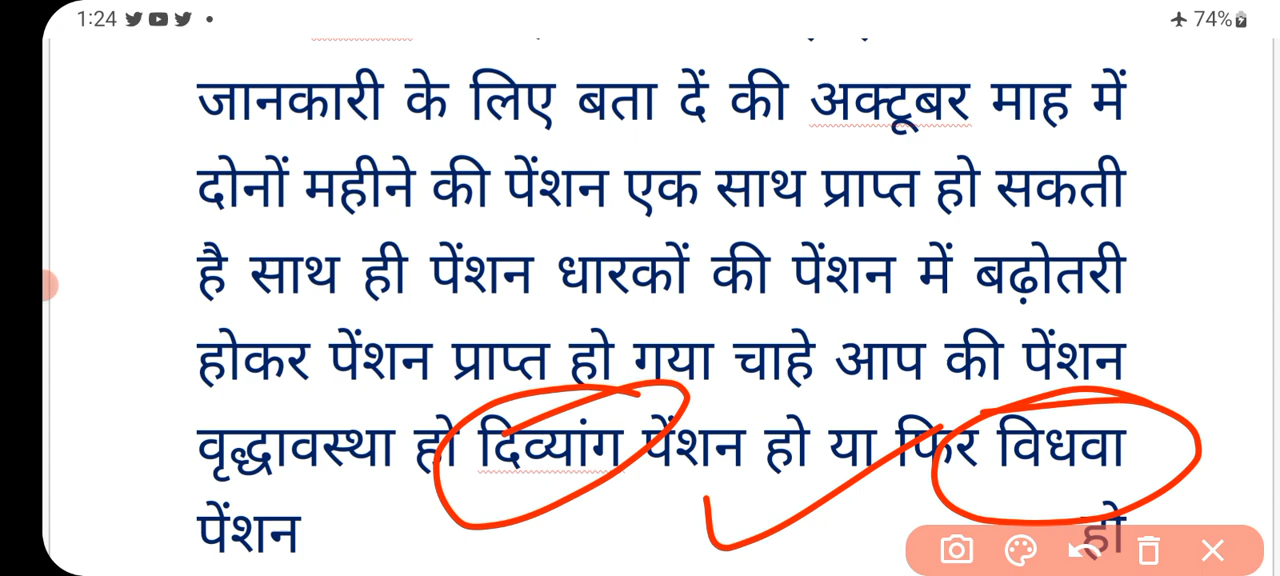 1:24 74%
जानकारी के लिए बता दें की अक्टूबर माह में
दोनों महीने की पेंशन एक साथ प्राप्त हो सकती
है साथ ही पेंशन धारकों की पेंशन में बढ़ोतरी
होकर पेंशन प्राप्त हो गया चाहे आप की पेंशन
वृद्धावस्था हो दिव्यांग पेंशन हो या फिर विधवा
पेंशन हो